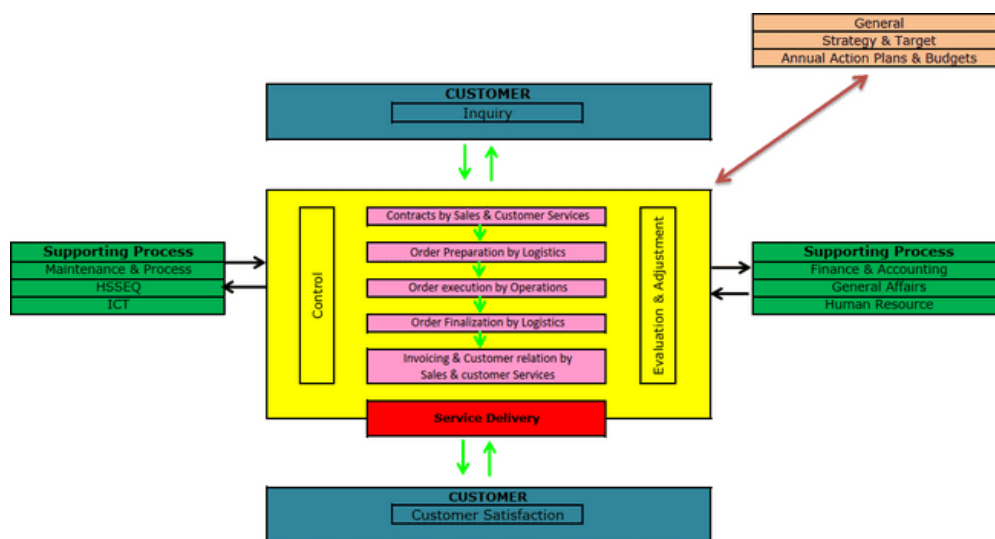 General
Strategy & Target
Annual Action Plans & Budgets
CUSTOMER
Inquiry
Control
Contracts by Sales & Customer Services
Order Preparation by Logistics
Order execution by Operations
Order Finalization by Logistics
Invoicing & Customer relation by
Sales & customer Services
Evaluation & Adjustment
Supporting Process
Maintenance & Process
HSSEQ
ICT
Supporting Process
Finance & Accounting
General Affairs
Human Resource
Service Delivery
CUSTOMER
Customer Satisfaction